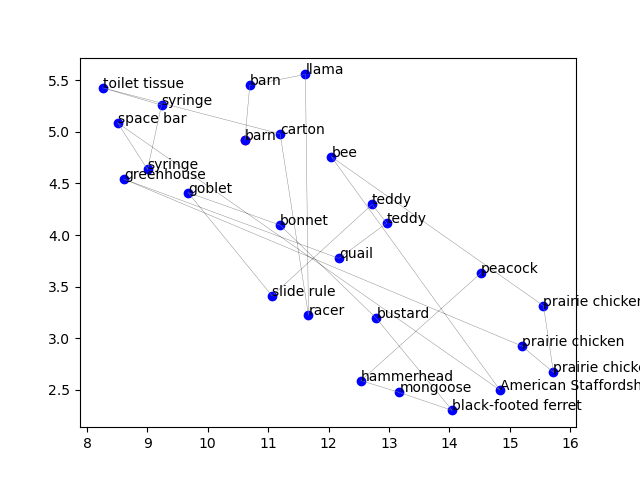 llama
barn
toilet tissue
syringe
space bar
carton
barn
bee
syringe
greenhouse
goblet
teddy
teddy
bonnet
quail
peacock
slide rule
racer
bustard
prairie chicken
prairie chicken
prairie chicke
hammerhead
mongoose
American Staffordsh
black-footed ferret
5.5
5.0
4.5
4.0
3.5
3.0
2.5
8 9 10 11 12 13 14 15 16